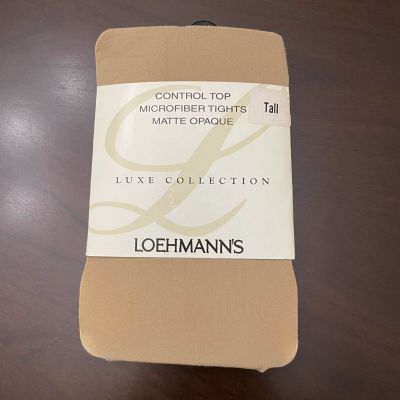 CONTROL TOP
MICROFIBER TIGHTS
MATTE OPAQUE
Tall
L
LUXE COLLECTION
LOEHMANN'S